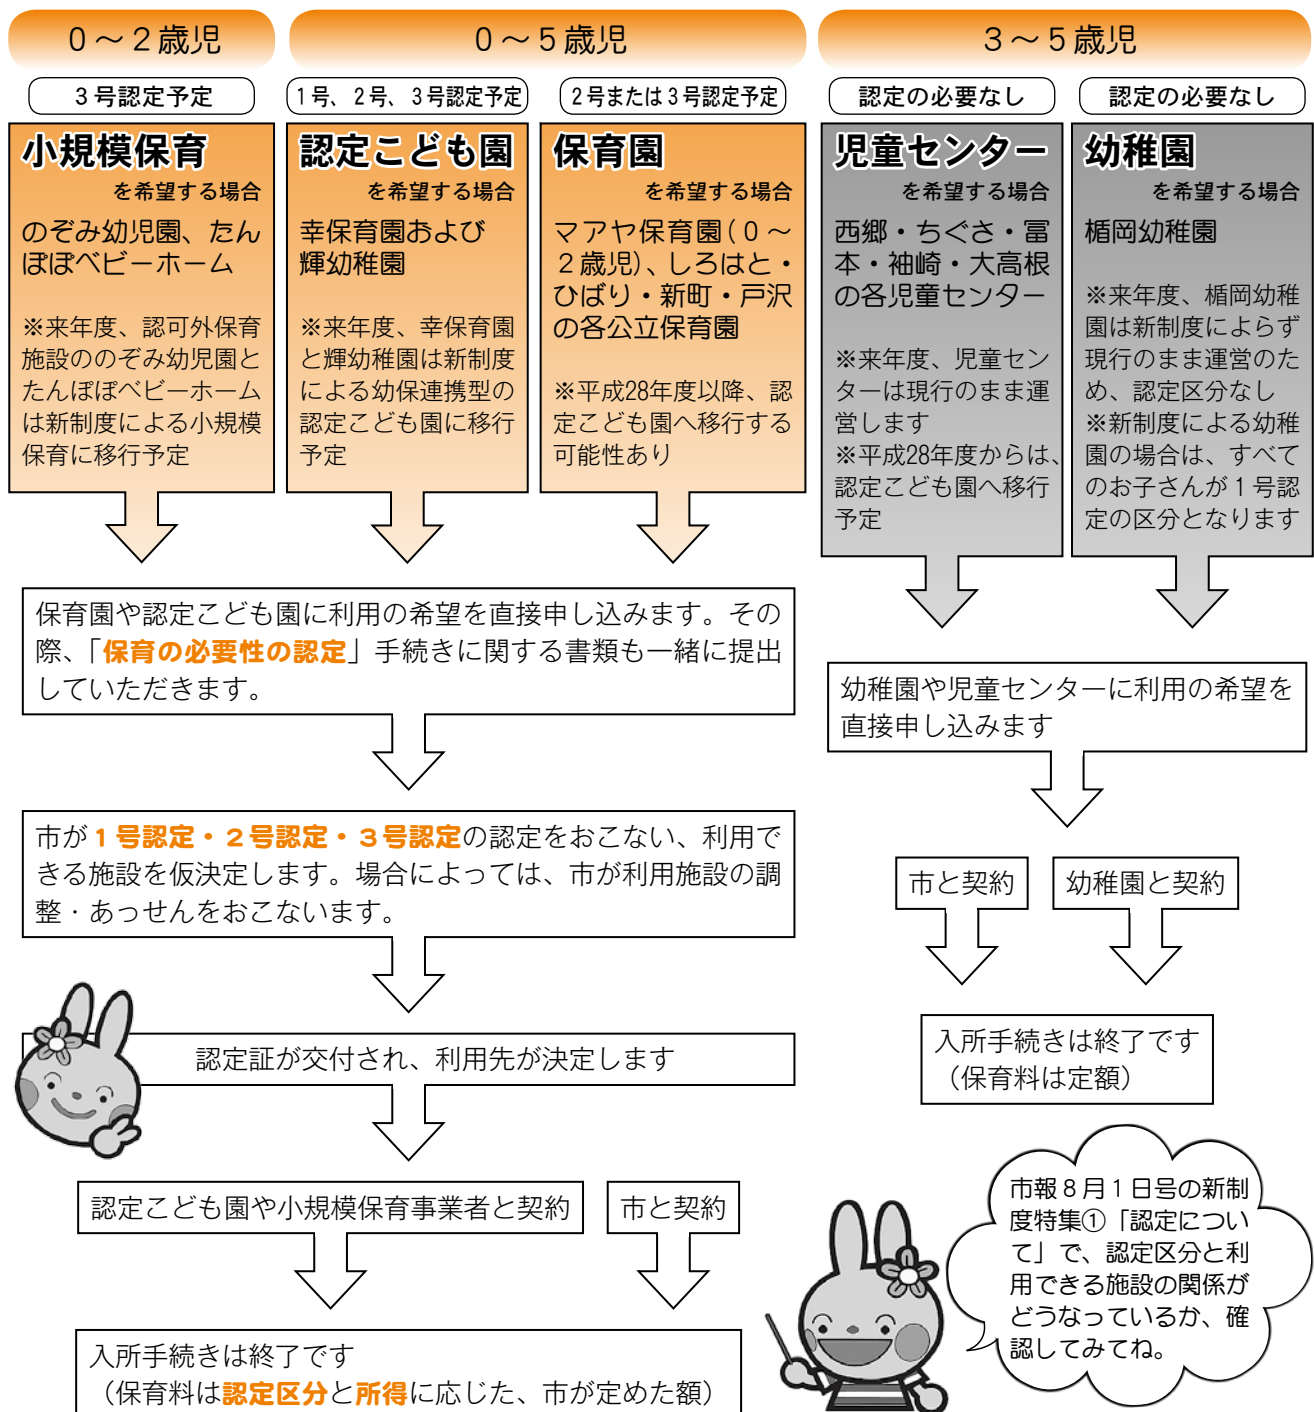 0～2歳児
0～5歳児
3～5歳児
3号認定予定
1号、2号、3号認定予定
2号または3号認定予定
認定の必要なし
認定の必要なし
小規模保育
を希望する場合
のぞみ幼児園、たん
ぽぽベビーホーム
※来年度、認可外保育
施設ののぞみ幼児園と
たんぽぽベビーホーム
は新制度による小規模
保育に移行予定
認定こども園
を希望する場合
幸保育園および
輝幼稚園
※来年度、幸保育園
と輝幼稚園は新制度
による幼保連携型の
認定こども園に移行
予定
保育園
を希望する場合
マアヤ保育園(0～
2歳児)、しろはと・
ひばり・新町・戸沢
の各公立保育園
※平成28年度以降、認
定こども園へ移行する
可能性あり
児童センター
を希望する場合
西郷・ちぐさ・冨
本・袖崎・大高根
の各児童センター
※来年度、児童セン
ターは現行のまま運
営します
※平成28年度からは、
認定こども園へ移行
予定
幼稚園
を希望する場合
楯岡幼稚園
※来年度、楯岡幼稚
園は新制度によらず
現行のまま運営のた
め、認定区分なし
※新制度による幼稚
園の場合は、すべて
のお子さんが1号認
定の区分となります
保育園や認定こども園に利用の希望を直接申し込みます。その
際、「保育の必要性の認定」手続きに関する書類も一緒に提出
していただきます。
市が1号認定・2号認定・3号認定の認定をおこない、利用で
きる施設を仮決定します。場合によっては、市が利用施設の調
整・あっせんをおこないます。
認定証が交付され、利用先が決定します
認定こども園や小規模保育事業者と契約
市と契約
入所手続きは終了です
（保育料は認定区分と所得に応じた、市が定めた額）
幼稚園や児童センターに利用の希望を
直接申し込みます
市と契約
幼稚園と契約
入所手続きは終了です
（保育料は定額）
市報8月1日号の新制
度特集①「認定につい
て」で、認定区分と利
用できる施設の関係が
どうなっているか、確
認してみてね。